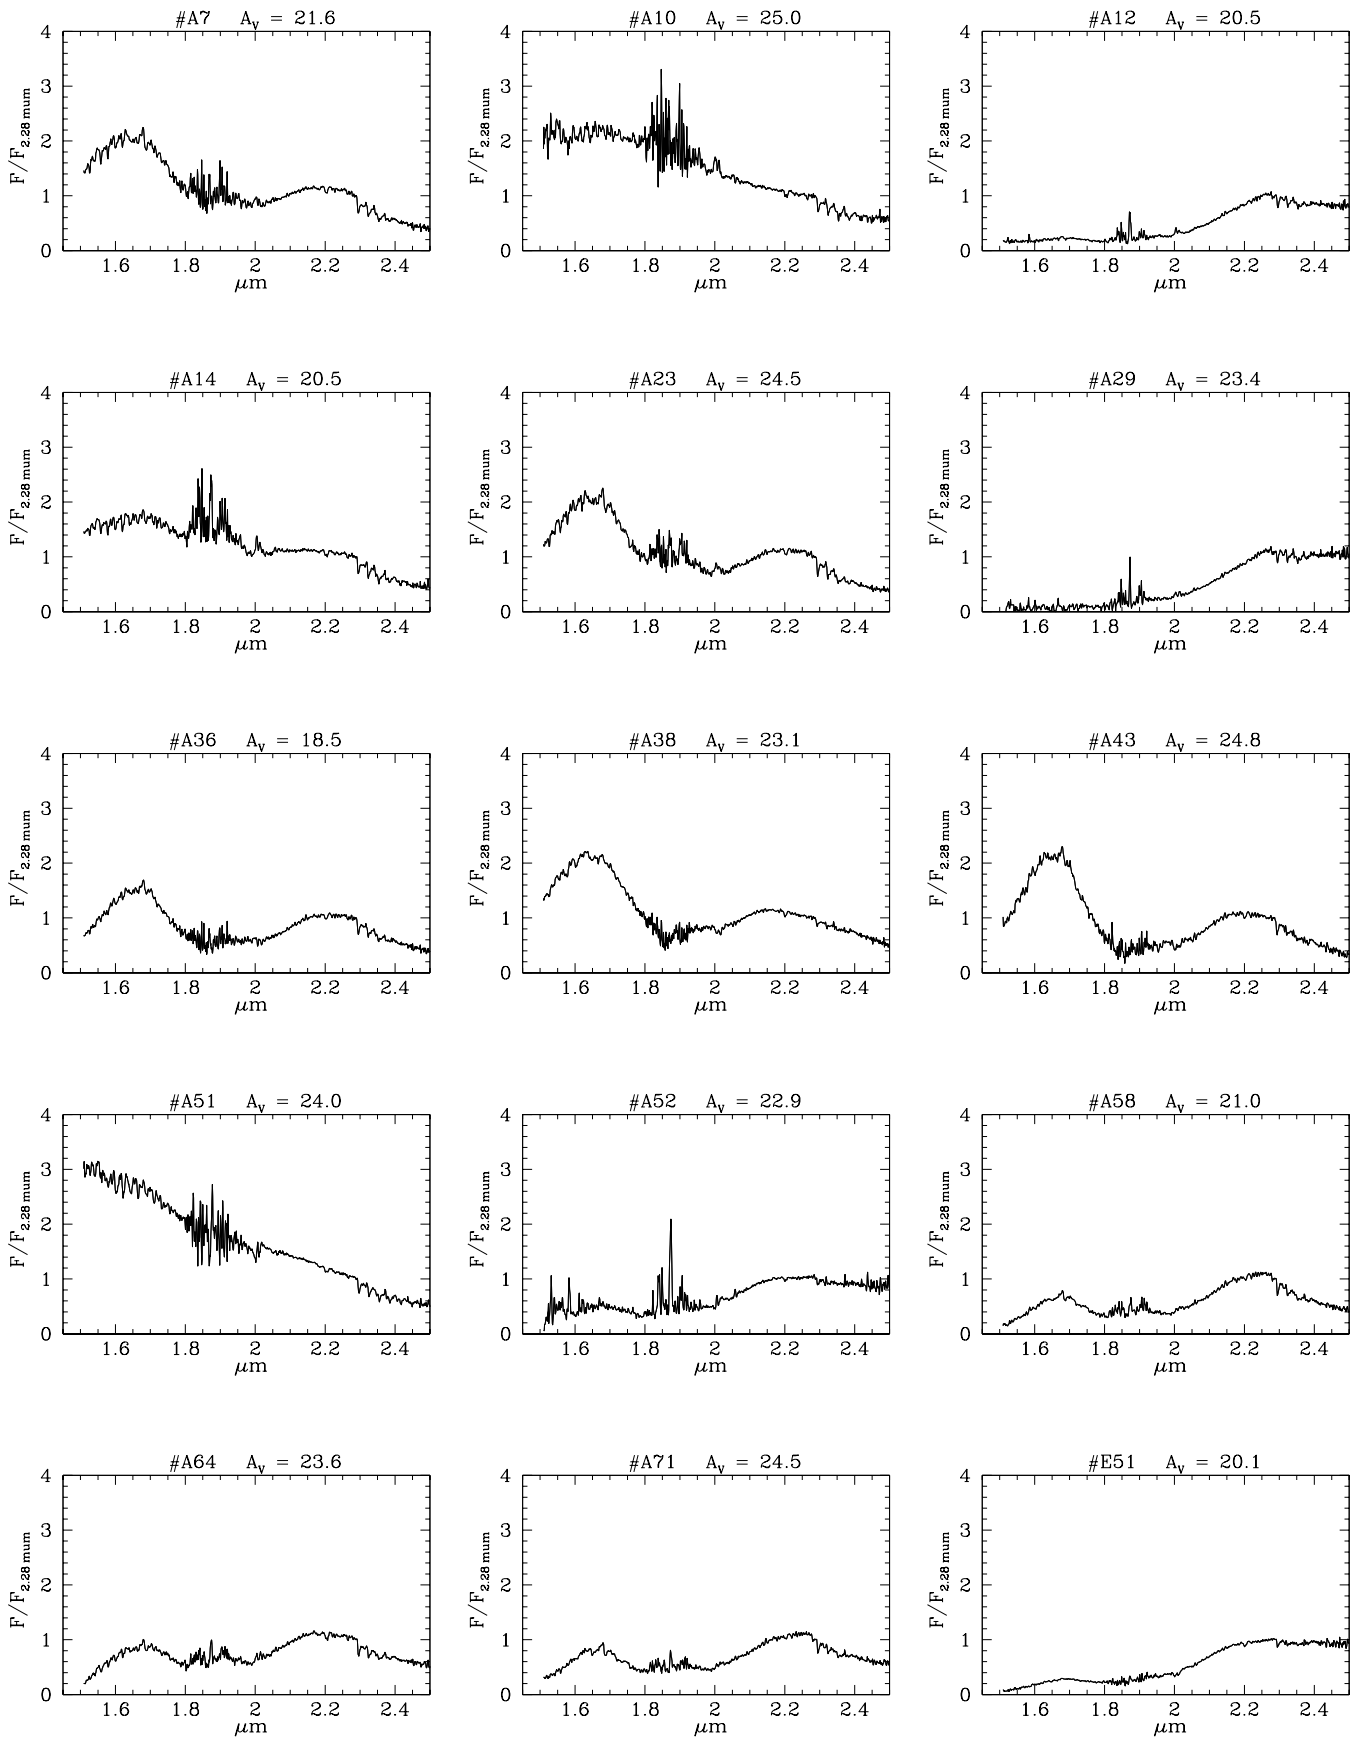 #A7 A_V = 21.6
4
3
2
1
0
F/F_2.28 mum
1.6 1.8 2 2.2 2.4
μm
#A10 A_V = 25.0
4
3
2
1
0
F/F_2.28 mum
1.6 1.8 2 2.2 2.4
μm
#A12 A_V = 20.5
4
3
2
1
0
F/F_2.28 mum
1.6 1.8 2 2.2 2.4
μm
#A14 A_V = 20.5
4
3
2
1
0
F/F_2.28 mum
1.6 1.8 2 2.2 2.4
μm
#A23 A_V = 24.5
4
3
2
1
0
F/F_2.28 mum
1.6 1.8 2 2.2 2.4
μm
#A29 A_V = 23.4
4
3
2
1
0
F/F_2.28 mum
1.6 1.8 2 2.2 2.4
μm
#A36 A_V = 18.5
4
3
2
1
0
F/F_2.28 mum
1.6 1.8 2 2.2 2.4
μm
#A38 A_V = 23.1
4
3
2
1
0
F/F_2.28 mum
1.6 1.8 2 2.2 2.4
μm
#A43 A_V = 24.8
4
3
2
1
0
F/F_2.28 mum
1.6 1.8 2 2.2 2.4
μm
#A51 A_V = 24.0
4
3
2
1
0
F/F_2.28 mum
1.6 1.8 2 2.2 2.4
μm
#A52 A_V = 22.9
4
3
2
1
0
F/F_2.28 mum
1.6 1.8 2 2.2 2.4
μm
#A58 A_V = 21.0
4
3
2
1
0
F/F_2.28 mum
1.6 1.8 2 2.2 2.4
μm
#A64 A_V = 23.6
4
3
2
1
0
F/F_2.28 mum
1.6 1.8 2 2.2 2.4
μm
#A71 A_V = 24.5
4
3
2
1
0
F/F_2.28 mum
1.6 1.8 2 2.2 2.4
μm
#E51 A_V = 20.1
4
3
2
1
0
F/F_2.28 mum
1.6 1.8 2 2.2 2.4
μm